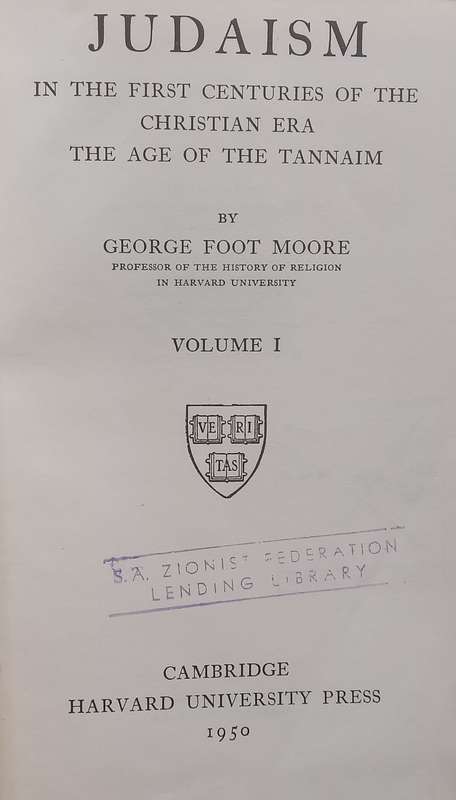 JUDAISM
IN THE FIRST CENTURIES OF THE
CHRISTIAN ERA
THE AGE OF THE TANNAIM
BY
GEORGE FOOT MOORE
PROFESSOR OF THE HISTORY OF RELIGION
IN HARVARD UNIVERSITY
VOLUME I
VE RI
TAS
S.A. ZIONIST FEDERATION
LENDING LIBRARY
CAMBRIDGE
HARVARD UNIVERSITY PRESS
1950